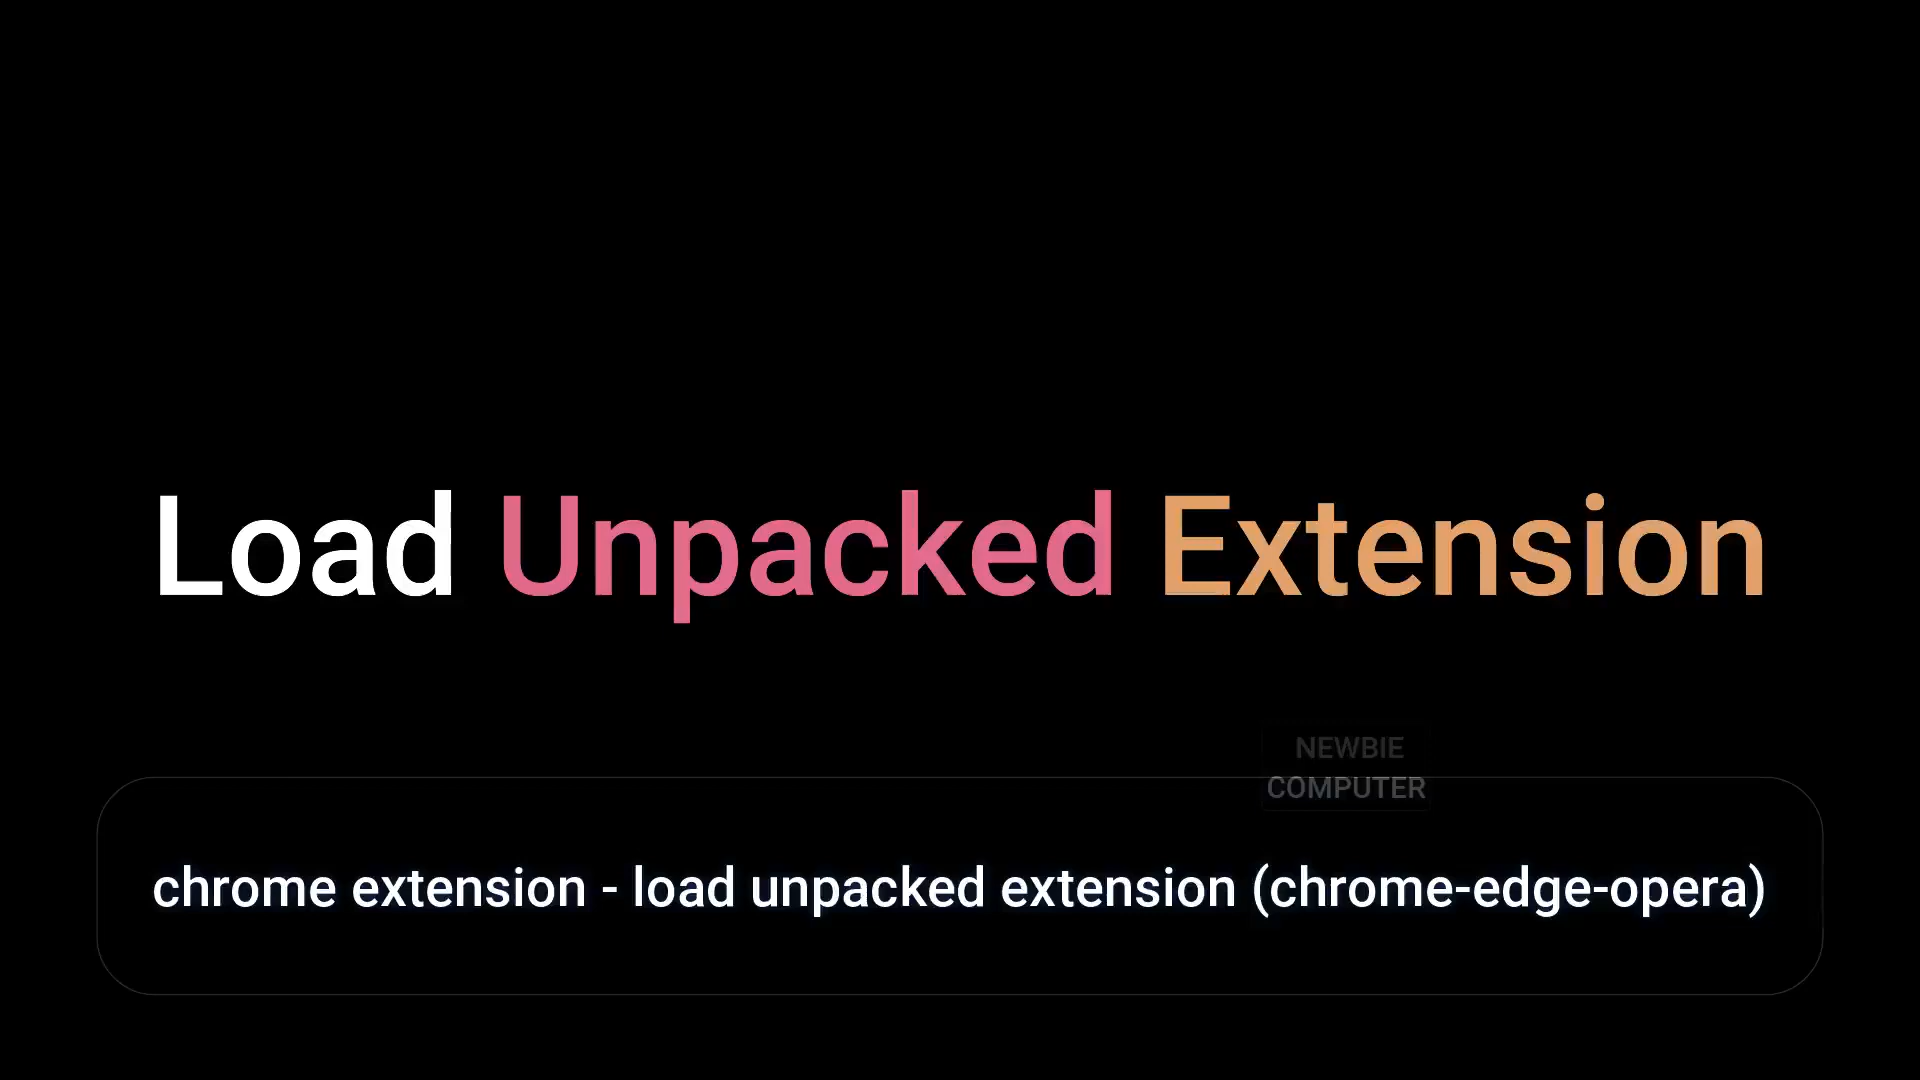 Load Unpacked Extension
NEWBIE
COMPUTER
chrome extension - load unpacked extension (chrome-edge-opera)